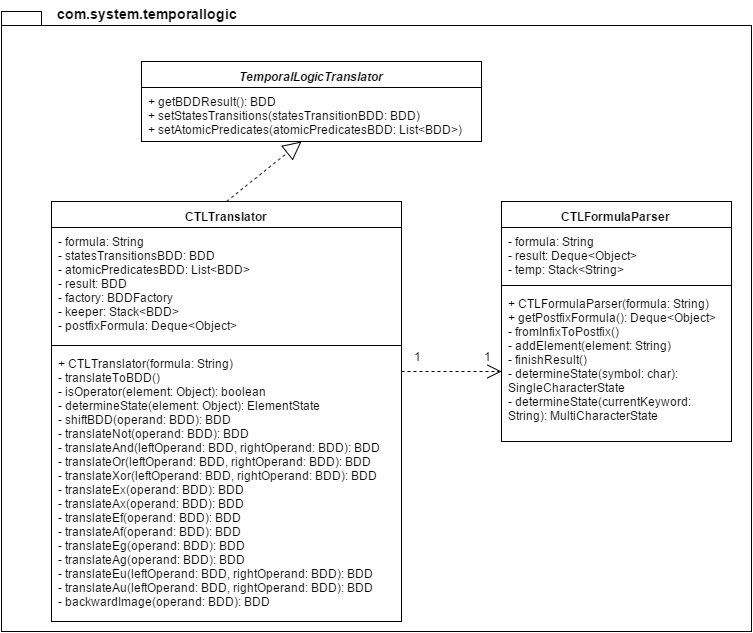 com.system.temporallogic
TemporalLogicTranslator
+ getBDDResult(): BDD
+ setStatesTransitions(statesTransitionBDD: BDD)
+ setAtomicPredicates(atomicPredicatesBDD: List<BDD>)
CTLTranslator
- formula: String
- statesTransitionsBDD: BDD
- atomicPredicatesBDD: List<BDD>
- result: BDD
- factory: BDDFactory
- keeper: Stack<BDD>
- postfixFormula: Deque<Object>
+ CTLTranslator(formula: String)
- translateToBDD()
- isOperator(element: Object): boolean
- determineState(element: Object): ElementState
- shiftBDD(operand: BDD): BDD
- translateNot(operand: BDD): BDD
- translateAnd(leftOperand: BDD, rightOperand: BDD): BDD
- translateOr(leftOperand: BDD, rightOperand: BDD): BDD
- translateXor(leftOperand: BDD, rightOperand: BDD): BDD
- translateEx(operand: BDD): BDD
- translateAx(operand: BDD): BDD
- translateEf(operand: BDD): BDD
- translateAf(operand: BDD): BDD
- translateEg(operand: BDD): BDD
- translateAg(operand: BDD): BDD
- translateEu(leftOperand: BDD, rightOperand: BDD): BDD
- translateAu(leftOperand: BDD, rightOperand: BDD): BDD
- backwardImage(operand: BDD): BDD
1
1
CTLFormulaParser
- formula: String
- result: Deque<Object>
- temp: Stack<String>
+ CTLFormulaParser(formula: String)
+ getPostfixFormula(): Deque<Object>
- fromInfixToPostfix()
- addElement(element: String)
- finishResult()
- determineState(symbol: char):
SingleCharacterState
- determineState(currentKeyword:
String): MultiCharacterState